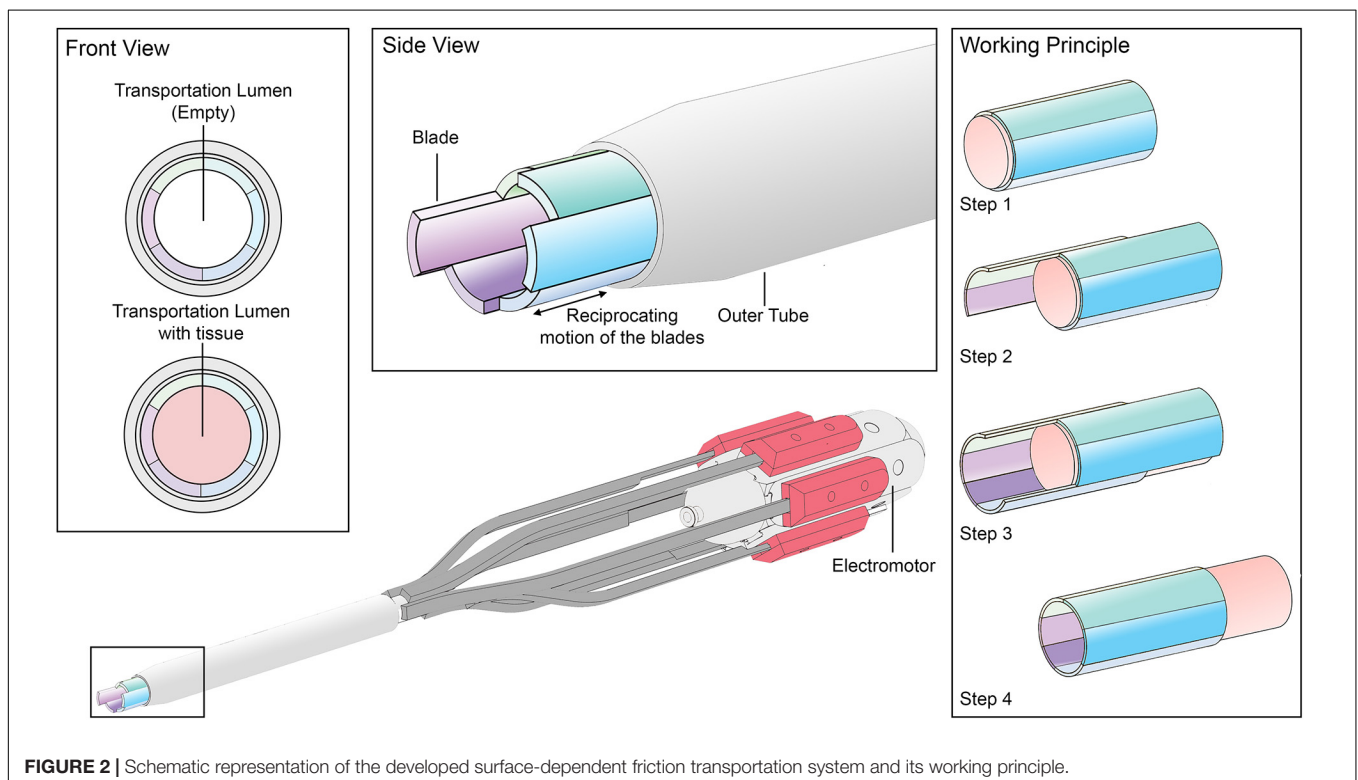 Front View
Transportation Lumen
(Empty)
Transportation Lumen
with tissue
Side View
Blade
Reciprocating
motion of the blades
Outer Tube
Electromotor
Working Principle
Step 1
Step 2
Step 3
Step 4
FIGURE 2 | Schematic representation of the developed surface-dependent friction transportation system and its working principle.